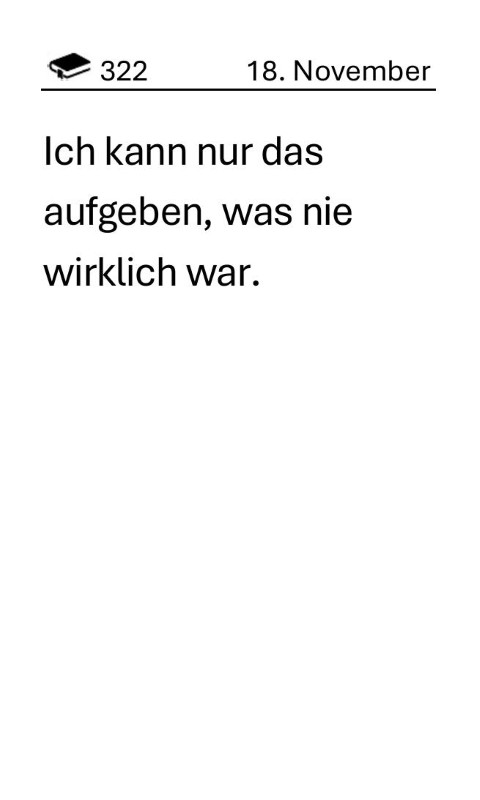 322 18. November
Ich kann nur das
aufgeben, was nie
wirklich war.